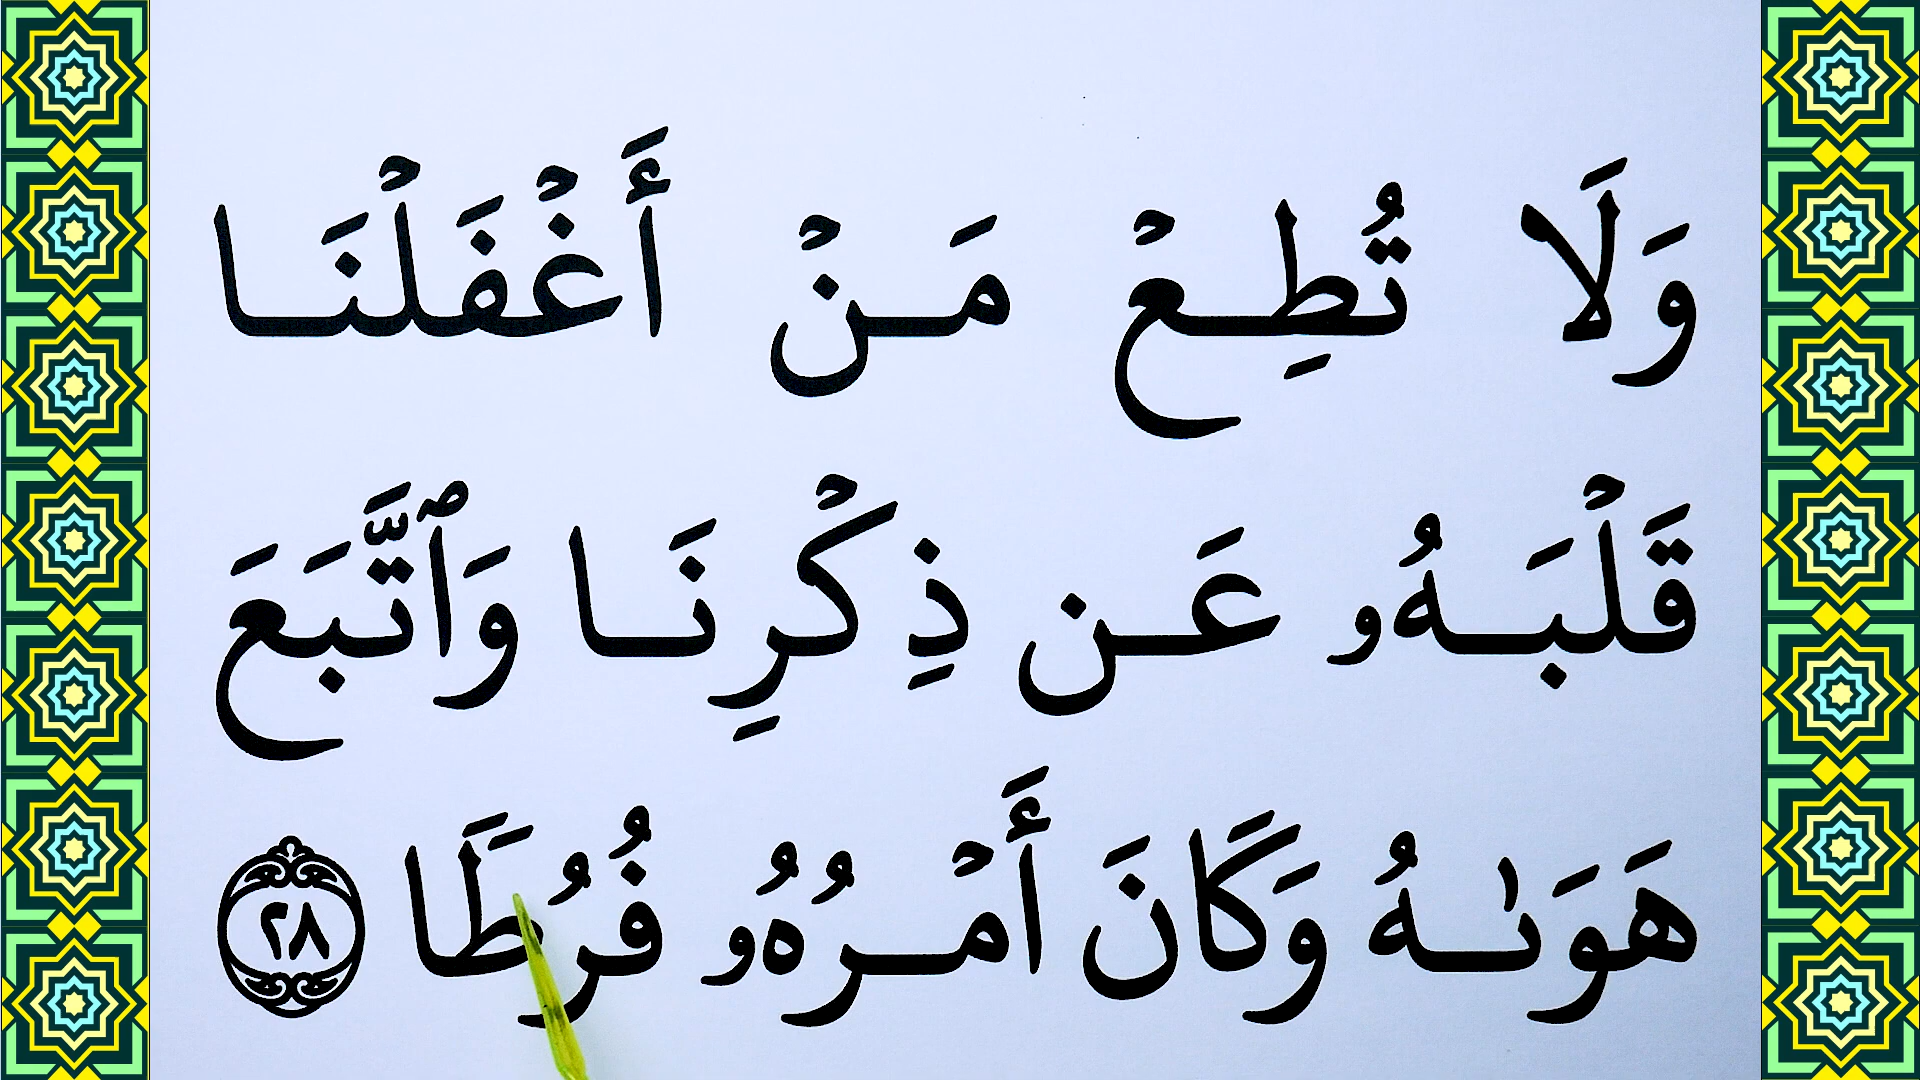 وَلَا تُطِعْ مَنْ أَغْفَلْنَا
قَلْبَهُۥ عَن ذِكْرِنَا وَٱتَّبَعَ
هَوَىٰهُ وَكَانَ أَمْرُهُۥ فُرُطًا ٢٨